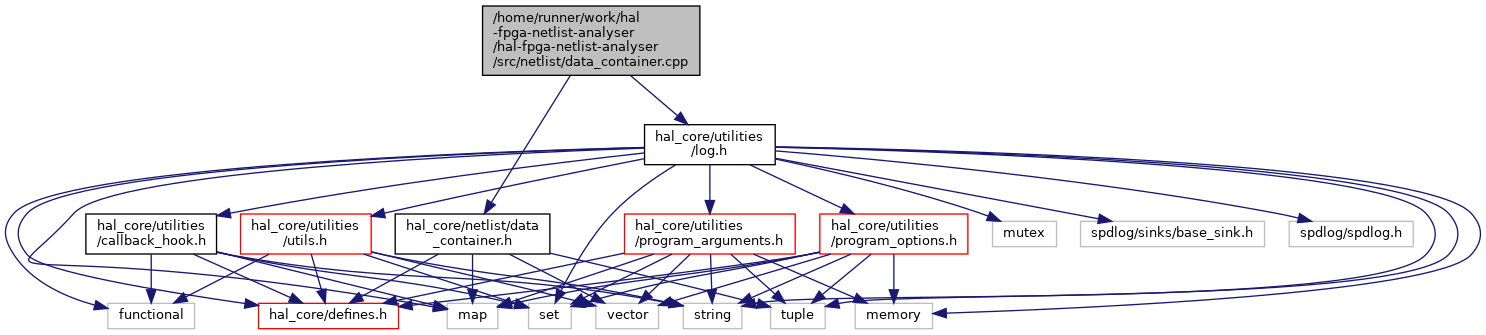 /home/runner/work/hal
-fpga-netlist-analyser
/hal-fpga-netlist-analyser
/src/netlist/data_container.cpp
hal_core/utilities
/log.h
hal_core/utilities
/callback_hook.h
hal_core/utilities
/utils.h
hal_core/netlist/data
_container.h
hal_core/utilities
/program_arguments.h
hal_core/utilities
/program_options.h
mutex
spdlog/sinks/base_sink.h
spdlog/spdlog.h
functional
hal_core/defines.h
map
set
vector
string
tuple
memory